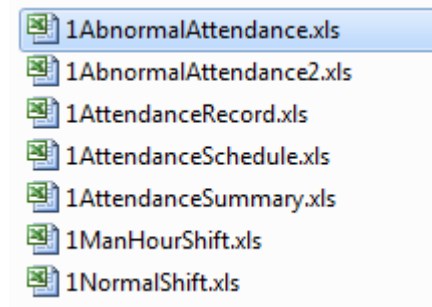 1AbnormalAttendance.xls
1AbnormalAttendance2.xls
1AttendanceRecord.xls
1AttendanceSchedule.xls
1AttendanceSummary.xls
1ManHourShift.xls
1NormalShift.xls